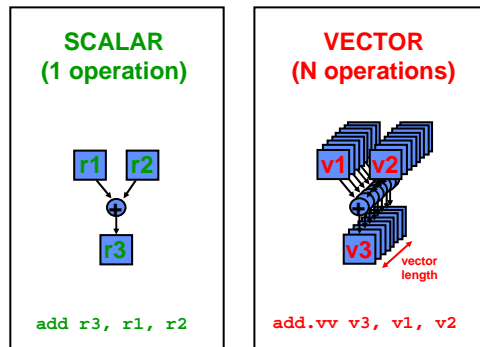 SCALAR
(1 operation)
r1 r2
+
r3
add r3, r1, r2
VECTOR
(N operations)
v1 v2
+
v3
vector
length
add.vv v3, v1, v2